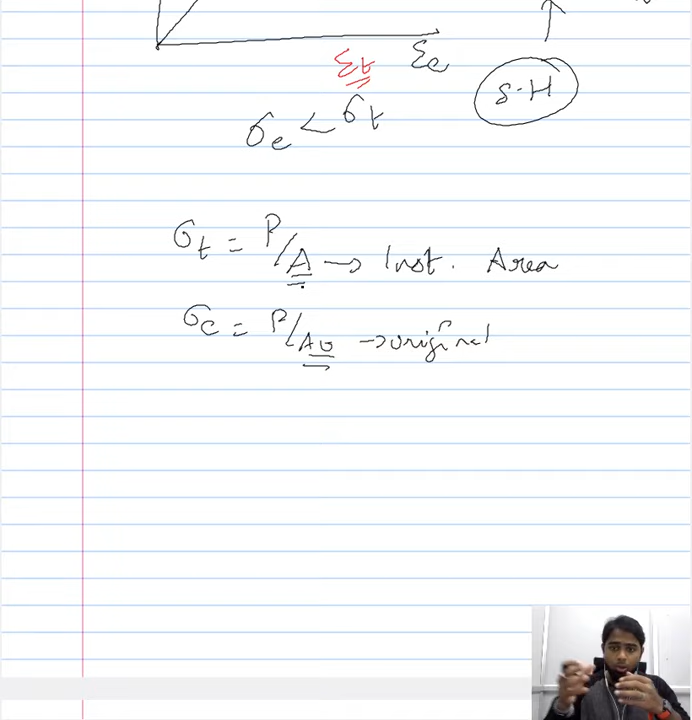 εt εe
S-H
σe < σt
σt = P/A → Inst. Area
σe = P/A0 → original